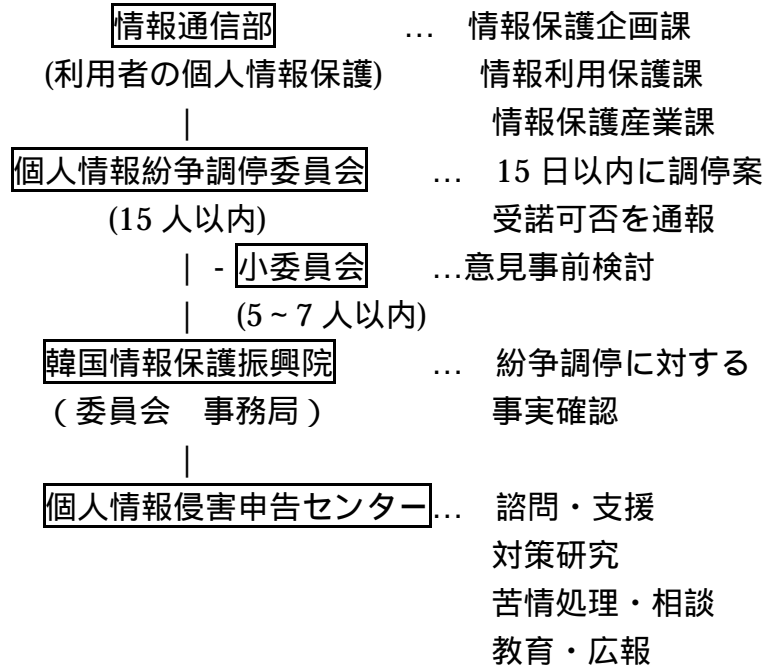 情報通信部 … 情報保護企画課
(利用者の個人情報保護) 情報利用保護課
| 情報保護産業課
個人情報紛争調停委員会 … 15 日以内に調停案
(15 人以内) 受諾可否を通報
| - 小委員会 …意見事前検討
| (5~7 人以内)
韓国情報保護振興院 … 紛争調停に対する
(委員会 事務局) 事実確認
|
個人情報侵害申告センター… 諮問・支援
対策研究
苦情処理・相談
教育・広報